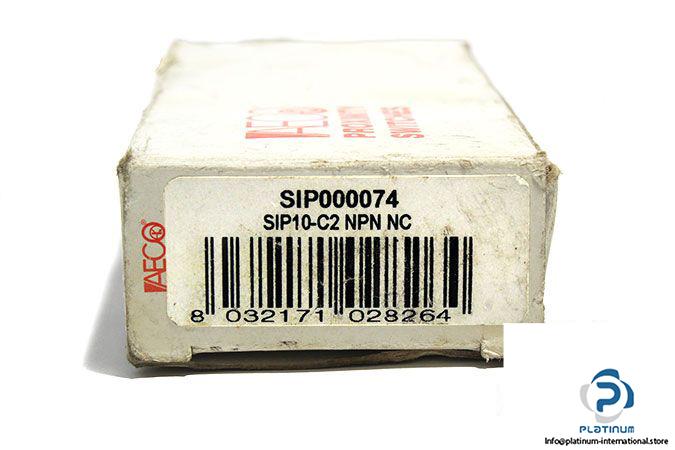 AECO
PROXIMITY
SWITCHES
AECO®
SIP000074
SIP10-C2 NPN NC
8 032171 028264
PLATINUM
Info@platinum-international.store